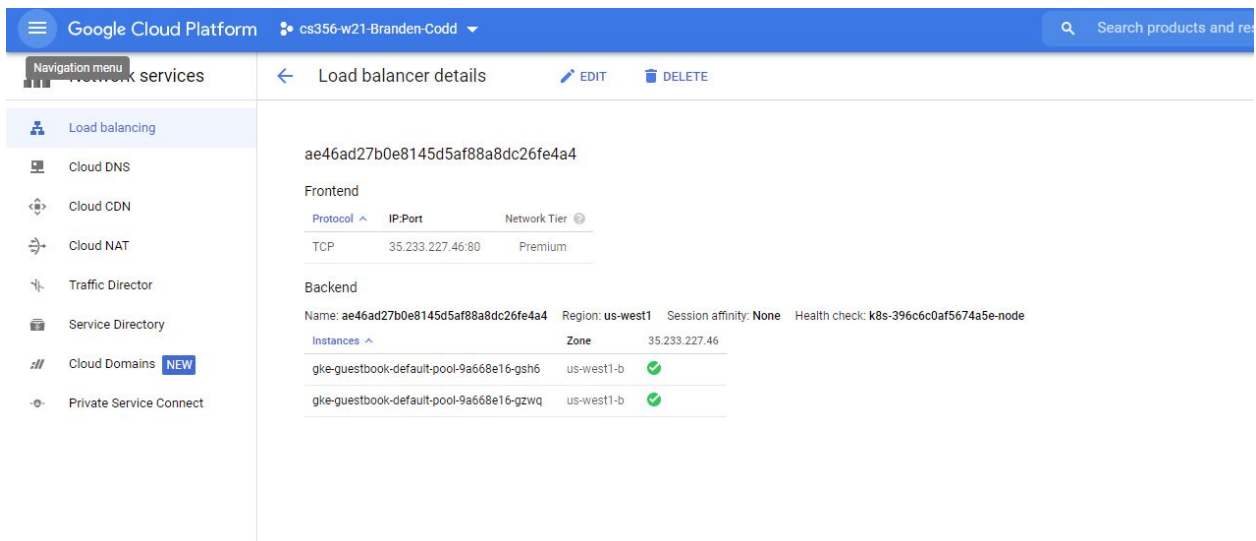 Google Cloud Platform cs356-w21-Branden-Codd Search products and res
Navigation menu
Network services
Load balancer details EDIT DELETE
Load balancing
Cloud DNS
Cloud CDN
Cloud NAT
Traffic Director
Service Directory
Cloud Domains NEW
Private Service Connect
ae46ad27b0e8145d5af88a8dc26fe4a4
Frontend
Protocol IP:Port Network Tier
TCP 35.233.227.46:80 Premium
Backend
Name: ae46ad27b0e8145d5af88a8dc26fe4a4 Region: us-west1 Session affinity: None Health check: k8s-396c6c0af5674a5e-node
Instances Zone 35.233.227.46
gke-guestbook-default-pool-9a668e16-gsh6 us-west1-b
gke-guestbook-default-pool-9a668e16-gzwq us-west1-b